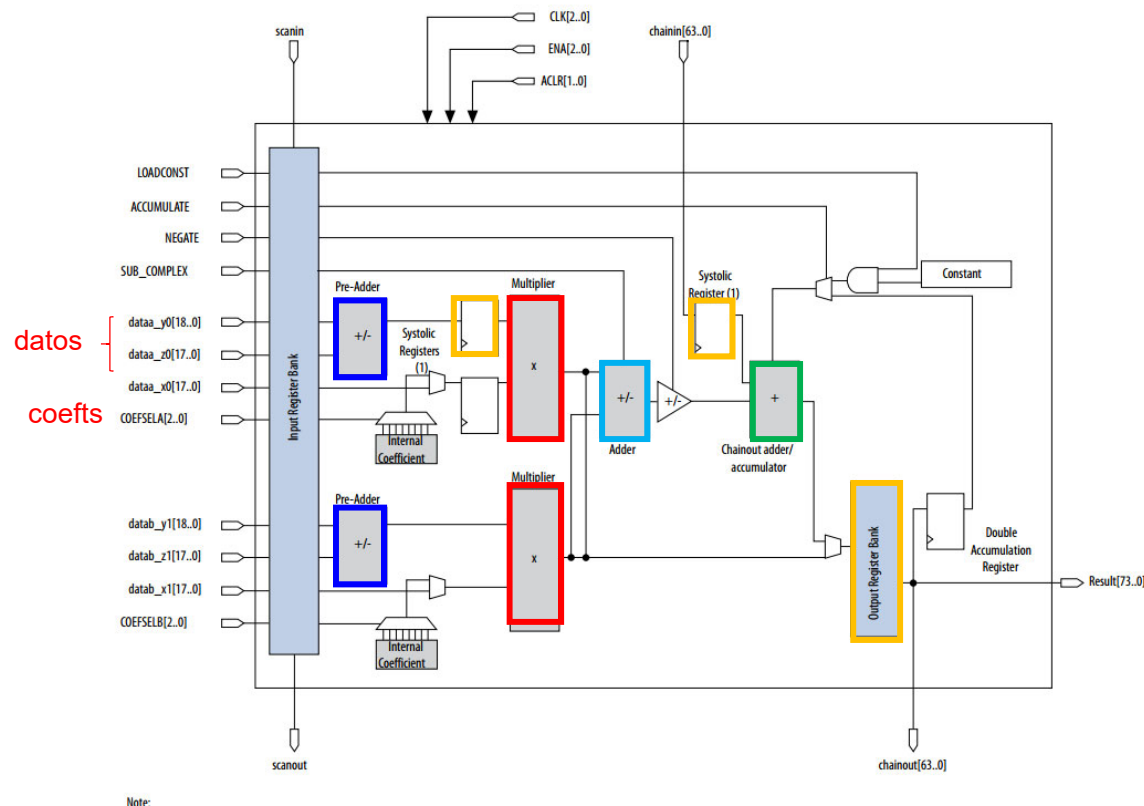 CLK[2..0]
scanin
chainin[63..0]
ENA[2..0]
ACLR[1..0]
LOADCONST
ACCUMULATE
NEGATE
SUB_COMPLEX
Constant
Systolic
Register (1)
Multiplier
Pre-Adder
+/-
datos
dataa_y0[18..0]
dataa_z0[17..0]
Systolic
Registers
(1)
x
dataa_x0[17..0]
coefts
COEFSELA[2..0]
Internal
Coefficient
+/-
Adder
+/-
+
Chainout adder/
accumulator
Input Register Bank
Multiplier
Pre-Adder
+/-
datab_y1[18..0]
datab_z1[17..0]
x
datab_x1[17..0]
COEFSELB[2..0]
Internal
Coefficient
Output Register Bank
Double
Accumulation
Register
Result[73..0]
scanout
chainout[63..0]
Note: